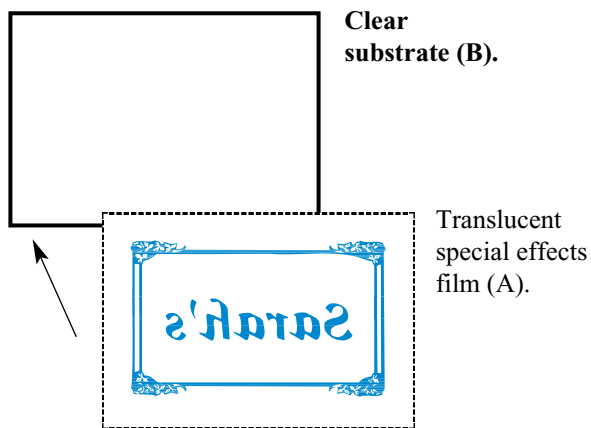 Clear
substrate (B).
Translucent
special effects
film (A).
Sarah's